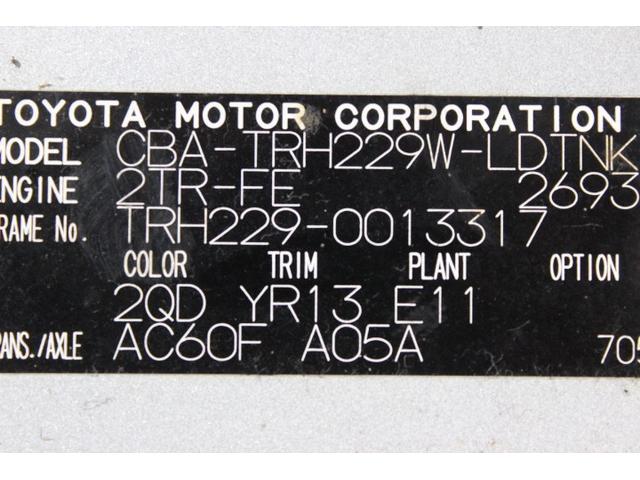 TOYOTA MOTOR CORPORATION
MODEL CBA-TRH229W-LDTNK
ENGINE 2TR-FE 2693
FRAME No. TRH229-0013317
COLOR TRIM PLANT OPTION
2QD YR13 E11
TRANS./AXLE AC60F A05A 705